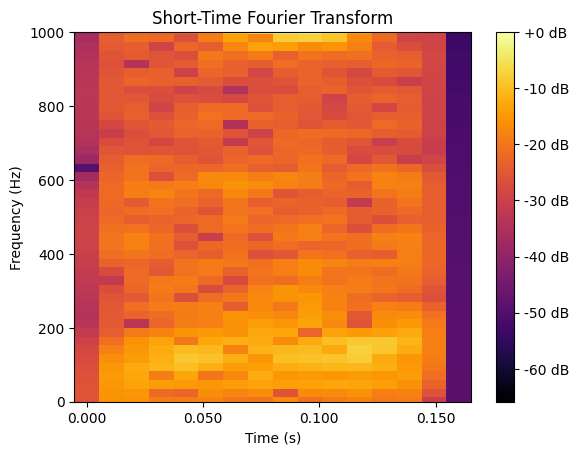 Short-Time Fourier Transform
1000
800
600
400
200
0
Frequency (Hz)
0.000
0.050
0.100
0.150
Time (s)
+0 dB
-10 dB
-20 dB
-30 dB
-40 dB
-50 dB
-60 dB